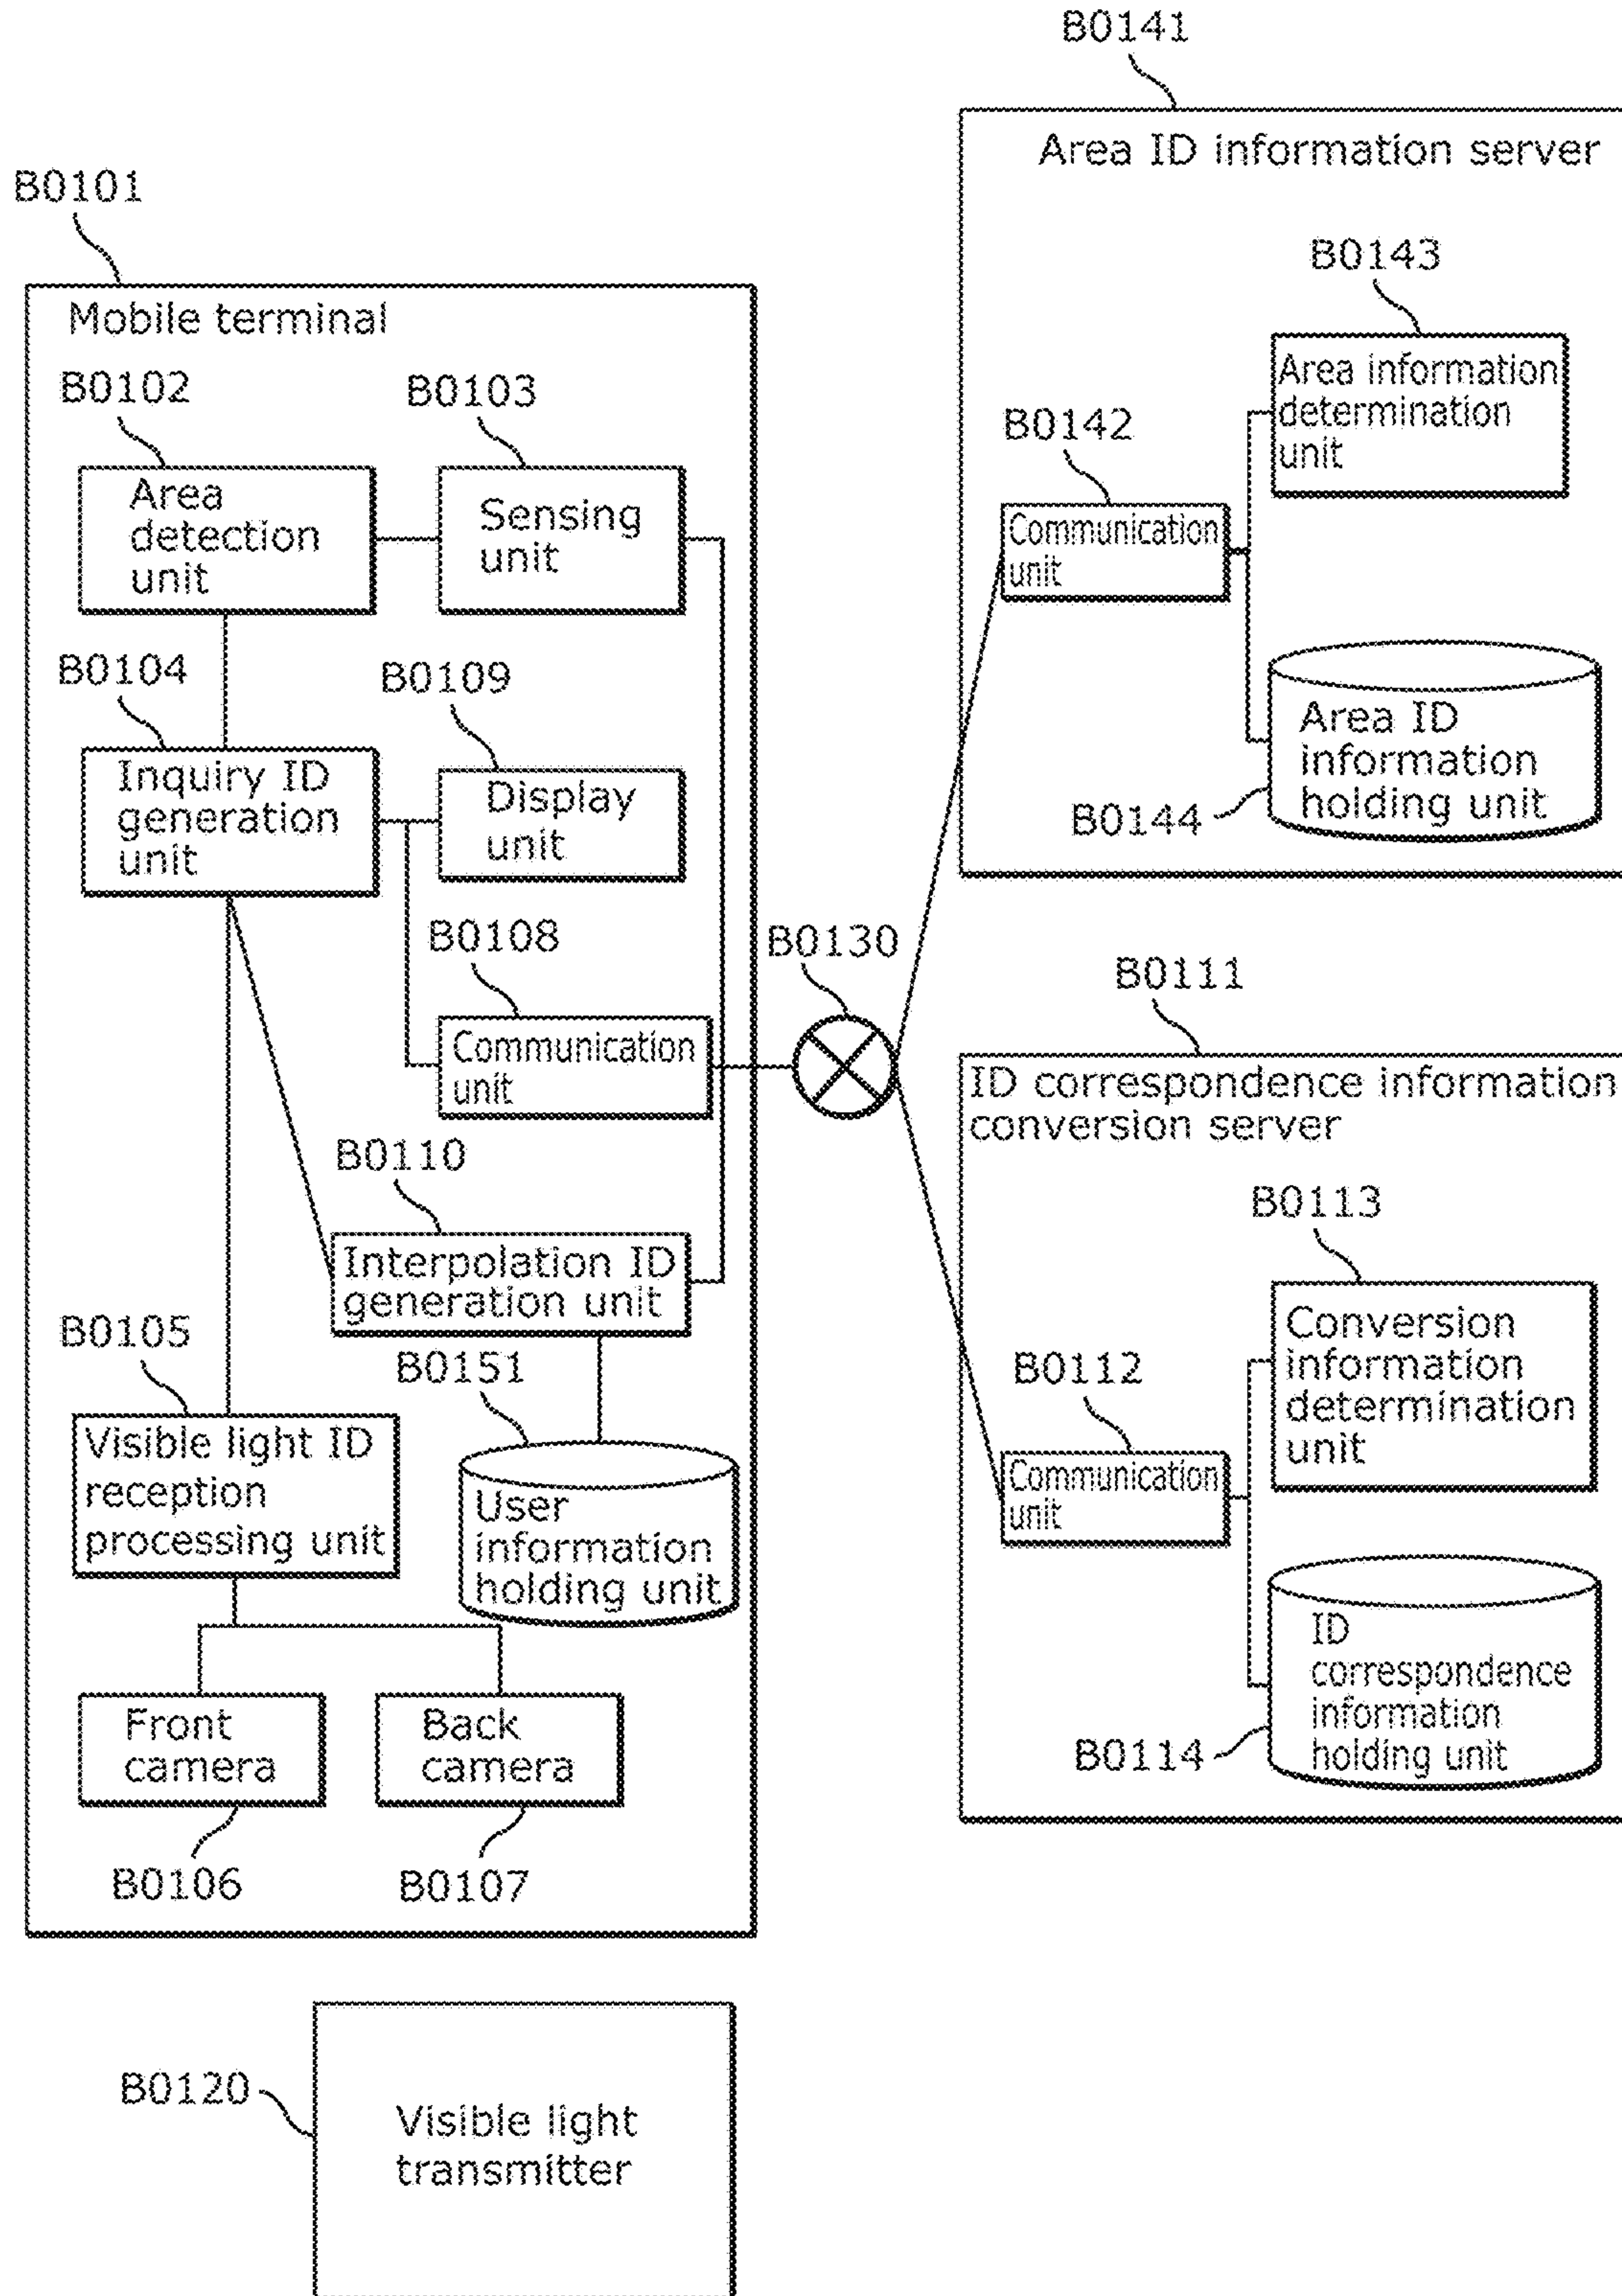 B0141
Area ID information server
B0143
Area information
determination
unit
B0142
Communication
unit
Area ID
information
holding unit
B0144
B0101
Mobile terminal
B0102
B0103
Area
detection
unit
Sensing
unit
B0104
B0109
Inquiry ID
generation
unit
Display
unit
B0108
Communication
unit
B0130
B0110
Interpolation ID
generation unit
B0105
B0151
Visible light ID
reception
processing unit
User
information
holding unit
Front
camera
Back
camera
B0106
B0107
B0111
ID correspondence information
conversion server
B0113
Conversion
information
determination
unit
B0112
Communication
unit
ID
correspondence
information
holding unit
B0114
B0120
Visible light
transmitter